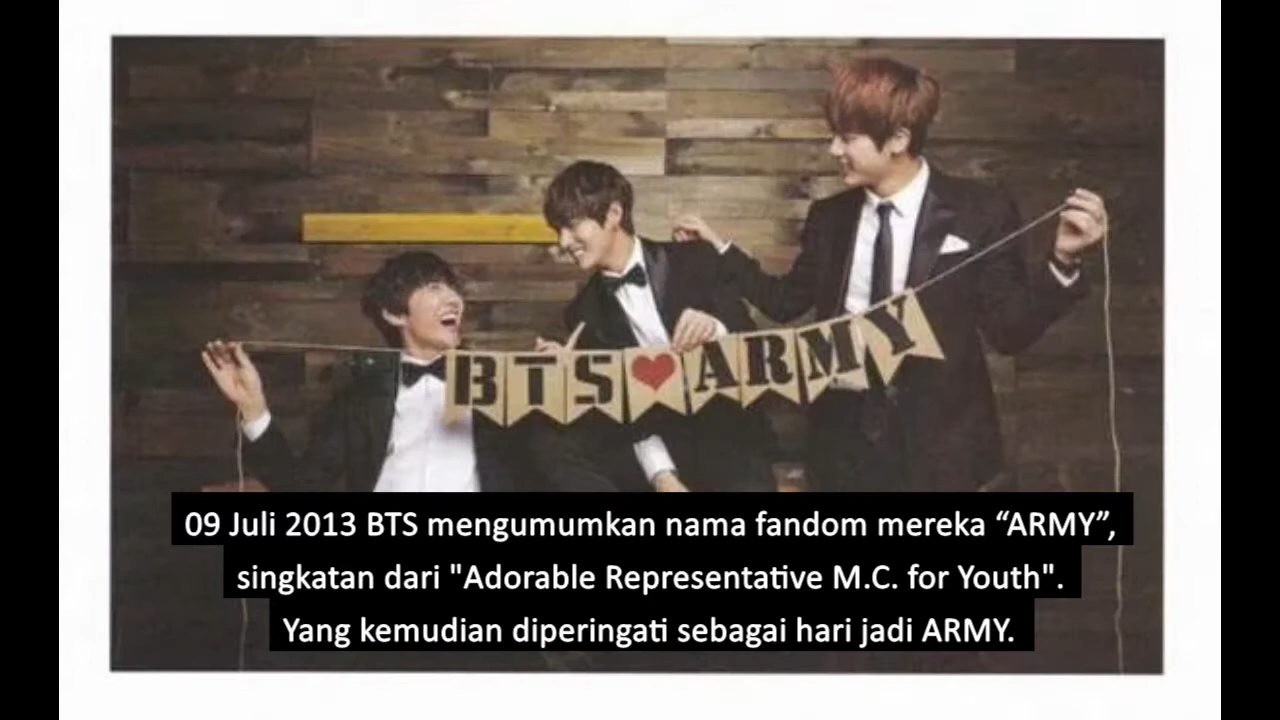 BTS❤ARMY
09 Juli 2013 BTS mengumumkan nama fandom mereka “ARMY”,
singkatan dari "Adorable Representative M.C. for Youth".
Yang kemudian diperingati sebagai hari jadi ARMY.